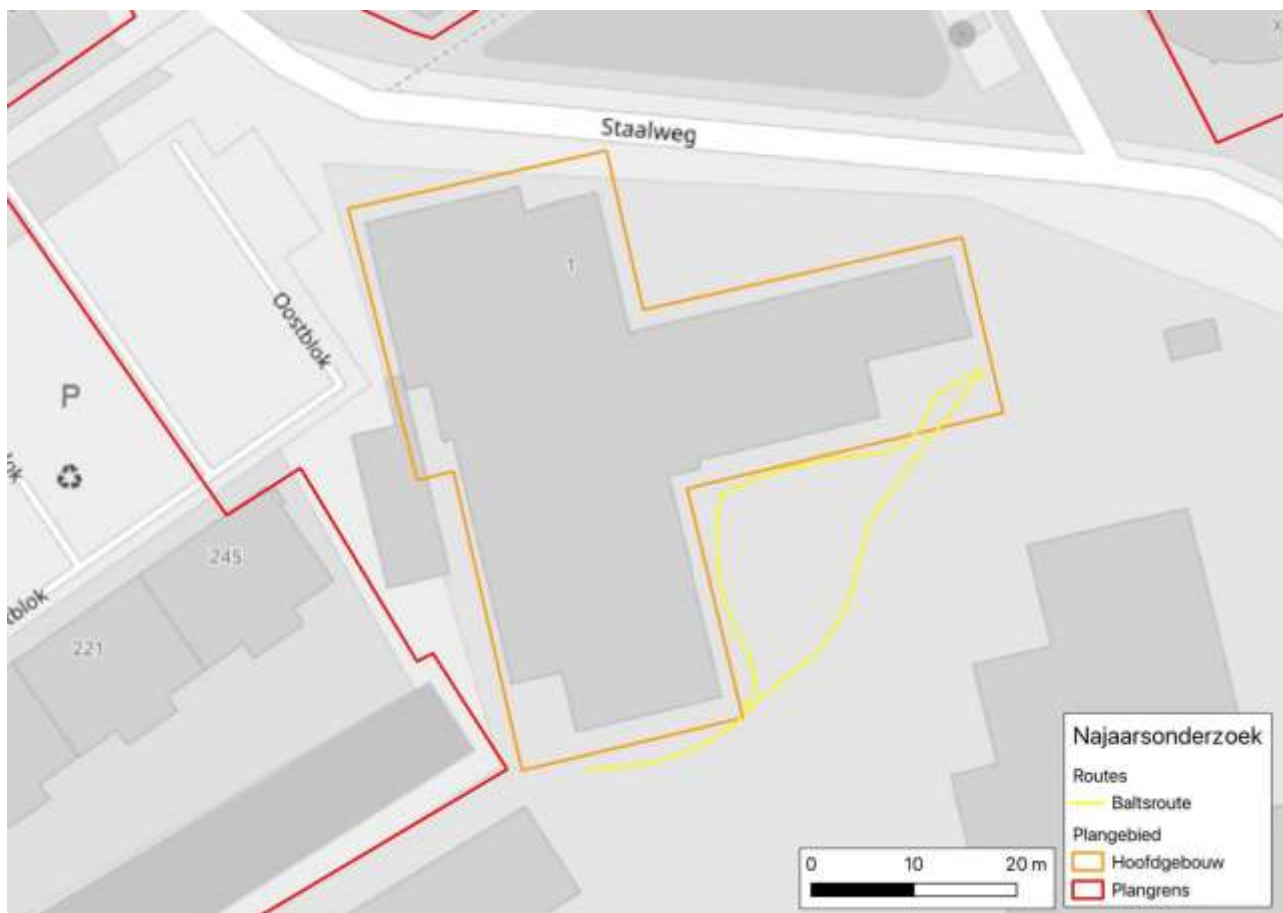 Staalweg
1
Oostblok
P
245
221
Najaarsonderzoek
Routes
Baltsroute
Plangebied
Hoofdgebouw
Plangrens
0 10 20 m